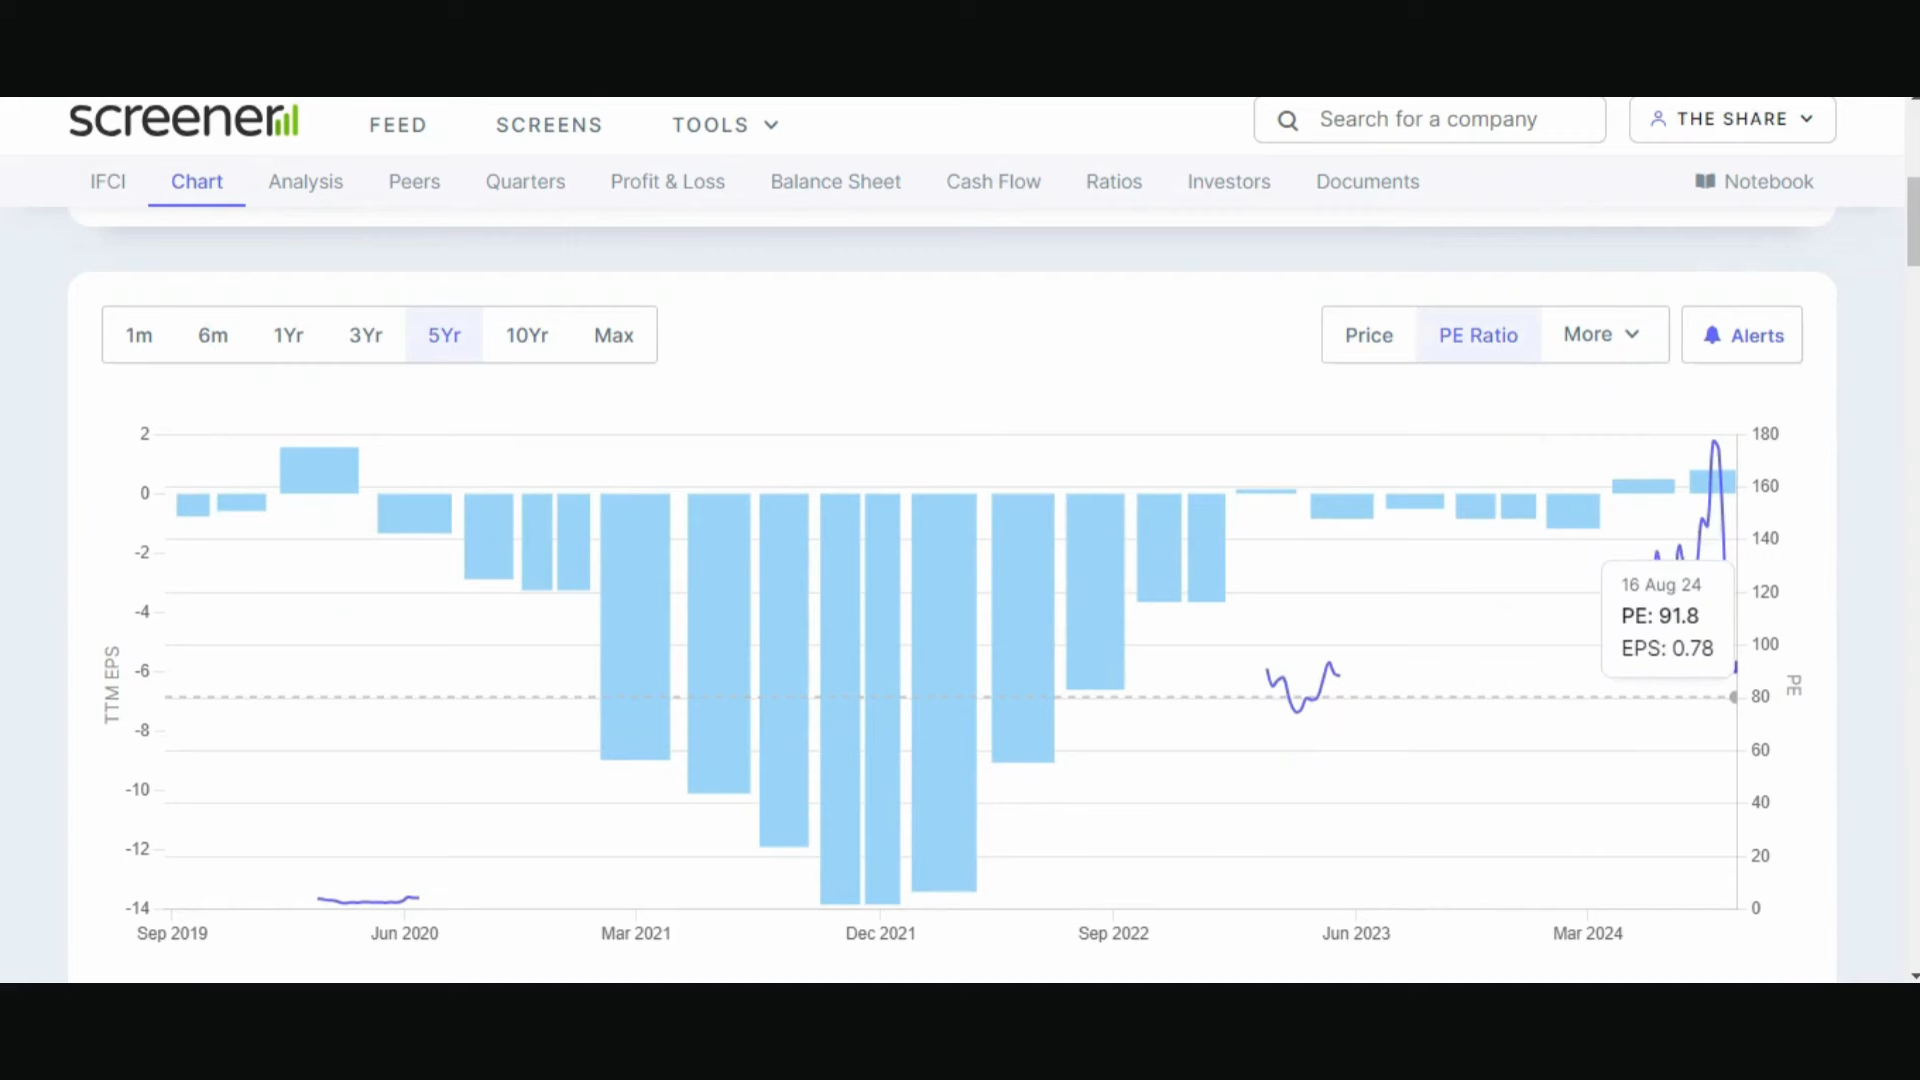 screener
FEED SCREENS TOOLS
Search for a company
THE SHARE
IFCI Chart Analysis Peers Quarters Profit & Loss Balance Sheet Cash Flow Ratios Investors Documents Notebook
1m 6m 1Yr 3Yr 5Yr 10Yr Max
Price PE Ratio More Alerts
2 180
0 160
-2 140
-4 120
-6 100
-8 80
-10 60
-12 40
-14 20
0
TTM EPS
PE
16 Aug 24
PE: 91.8
EPS: 0.78
Sep 2019 Jun 2020 Mar 2021 Dec 2021 Sep 2022 Jun 2023 Mar 2024